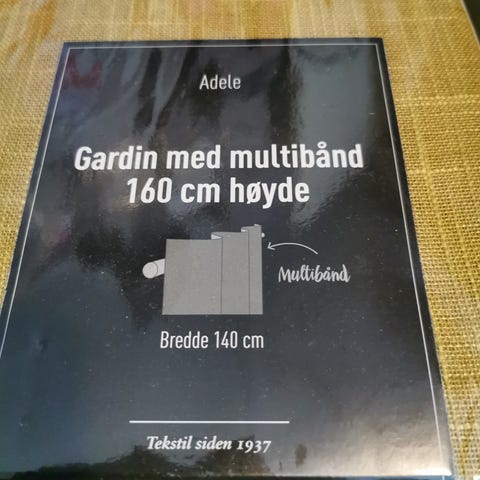 Adele
Gardin med multibånd
160 cm høyde
Multibånd
Bredde 140 cm
Tekstil siden 1937